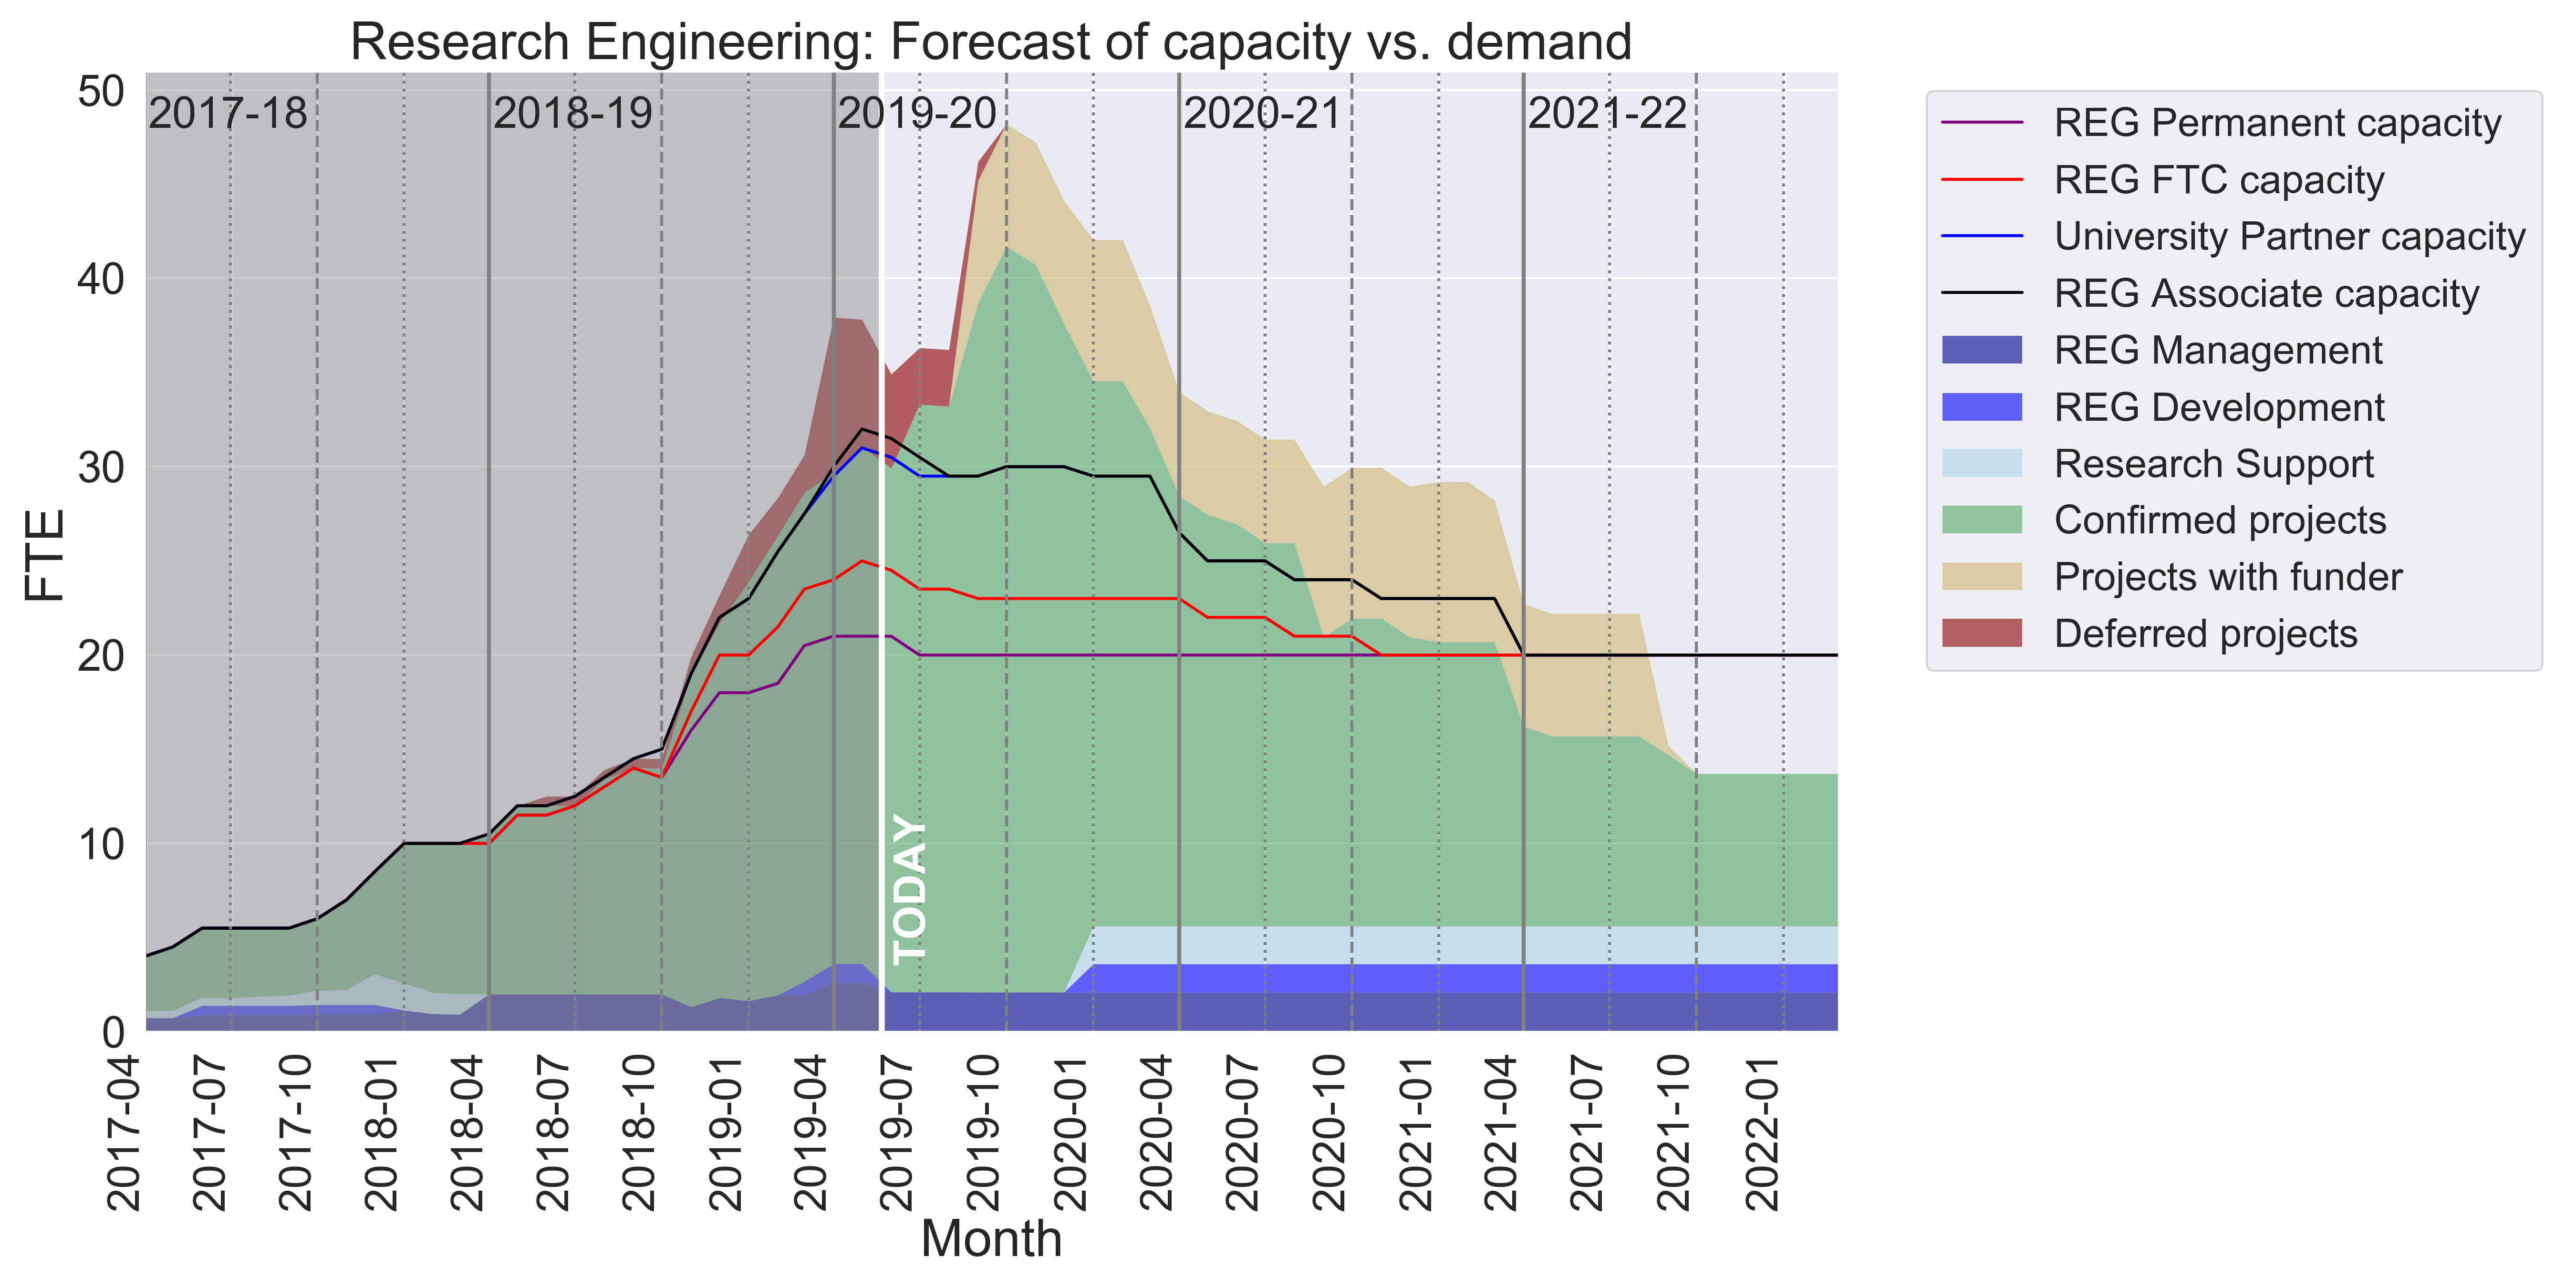 Research Engineering: Forecast of capacity vs. demand
50
40
30
20
10
0
FTE
2017-18
2018-19
2019-20
2020-21
2021-22
TODAY
2017-04
2017-07
2017-10
2018-01
2018-04
2018-07
2018-10
2019-01
2019-04
2019-07
2019-10
2020-01
2020-04
2020-07
2020-10
2021-01
2021-04
2021-07
2021-10
2022-01
Month
REG Permanent capacity
REG FTC capacity
University Partner capacity
REG Associate capacity
REG Management
REG Development
Research Support
Confirmed projects
Projects with funder
Deferred projects